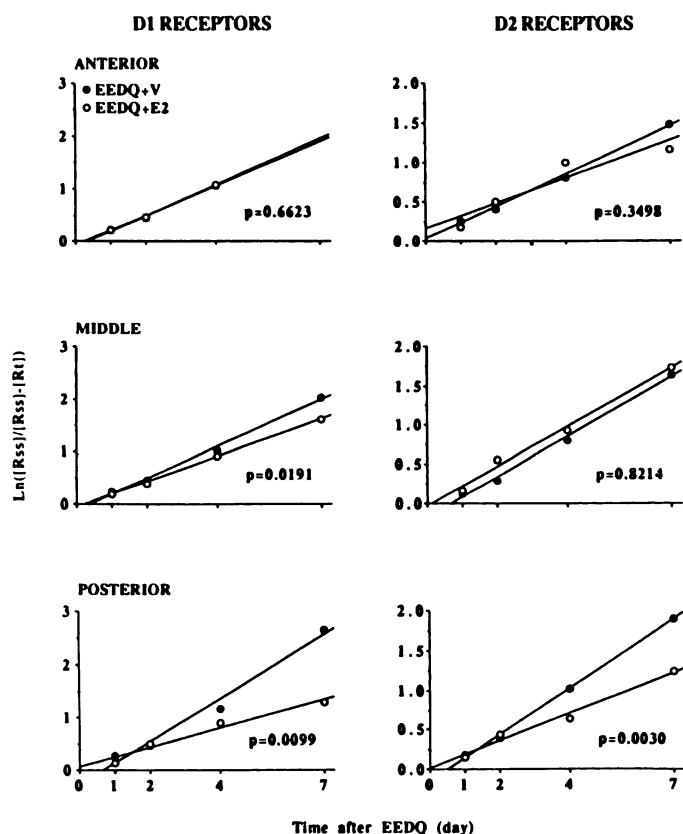 D1 RECEPTORS
D2 RECEPTORS
ANTERIOR
3
2
1
0
● EEDQ+V
○ EEDQ+E2
p=0.6623
2.0
1.5
1.0
0.5
0.0
p=0.3498
Ln([Rss]/[Rss]-[Rt])
MIDDLE
3
2
1
0
p=0.0191
2.0
1.5
1.0
0.5
0.0
p=0.8214
POSTERIOR
3
2
1
0
p=0.0099
0 1 2 4 7
2.0
1.5
1.0
0.5
0.0
p=0.0030
0 1 2 4 7
Time after EEDQ (day)